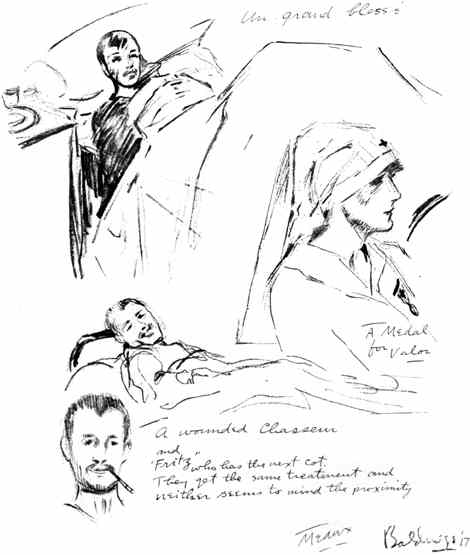 Un grand blessé
A Medal
for
Valor
A wounded Chasseur
and
"Fritz" who has the next cot.
They get the same treatment and
neither seems to mind the proximity
Meaux
Baldridge '17